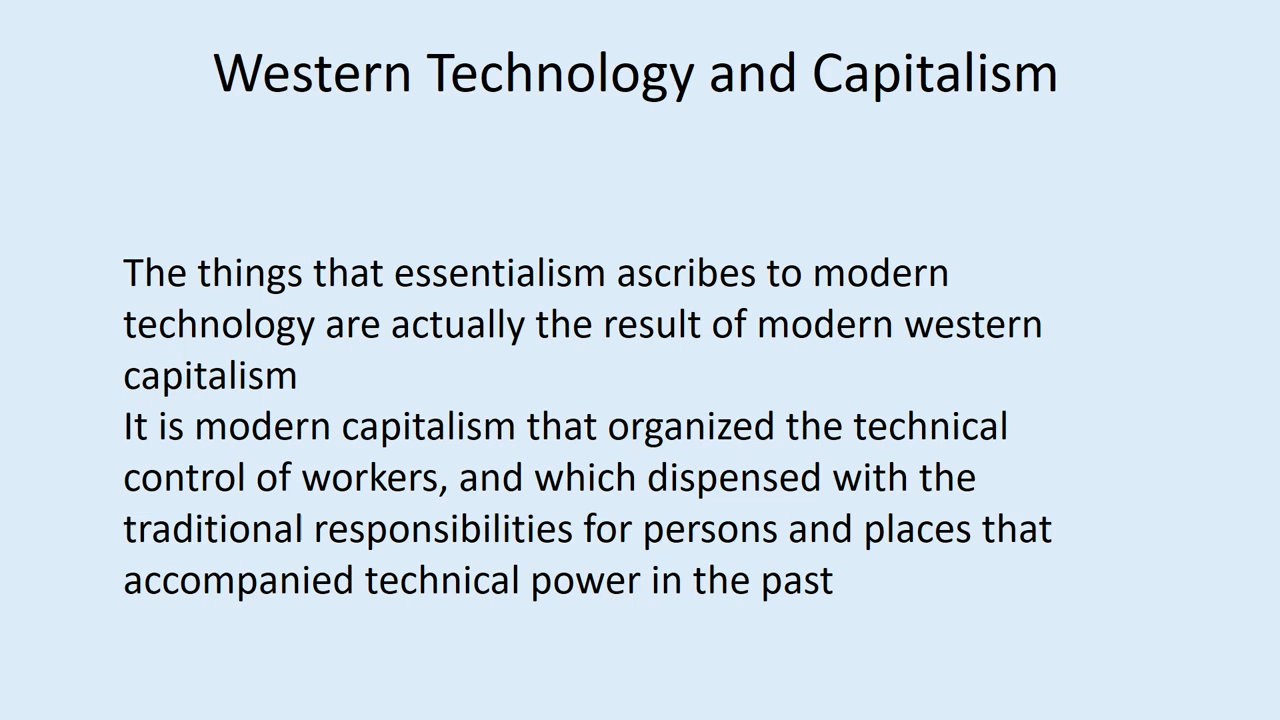 Western Technology and Capitalism
The things that essentialism ascribes to modern
technology are actually the result of modern western
capitalism
It is modern capitalism that organized the technical
control of workers, and which dispensed with the
traditional responsibilities for persons and places that
accompanied technical power in the past